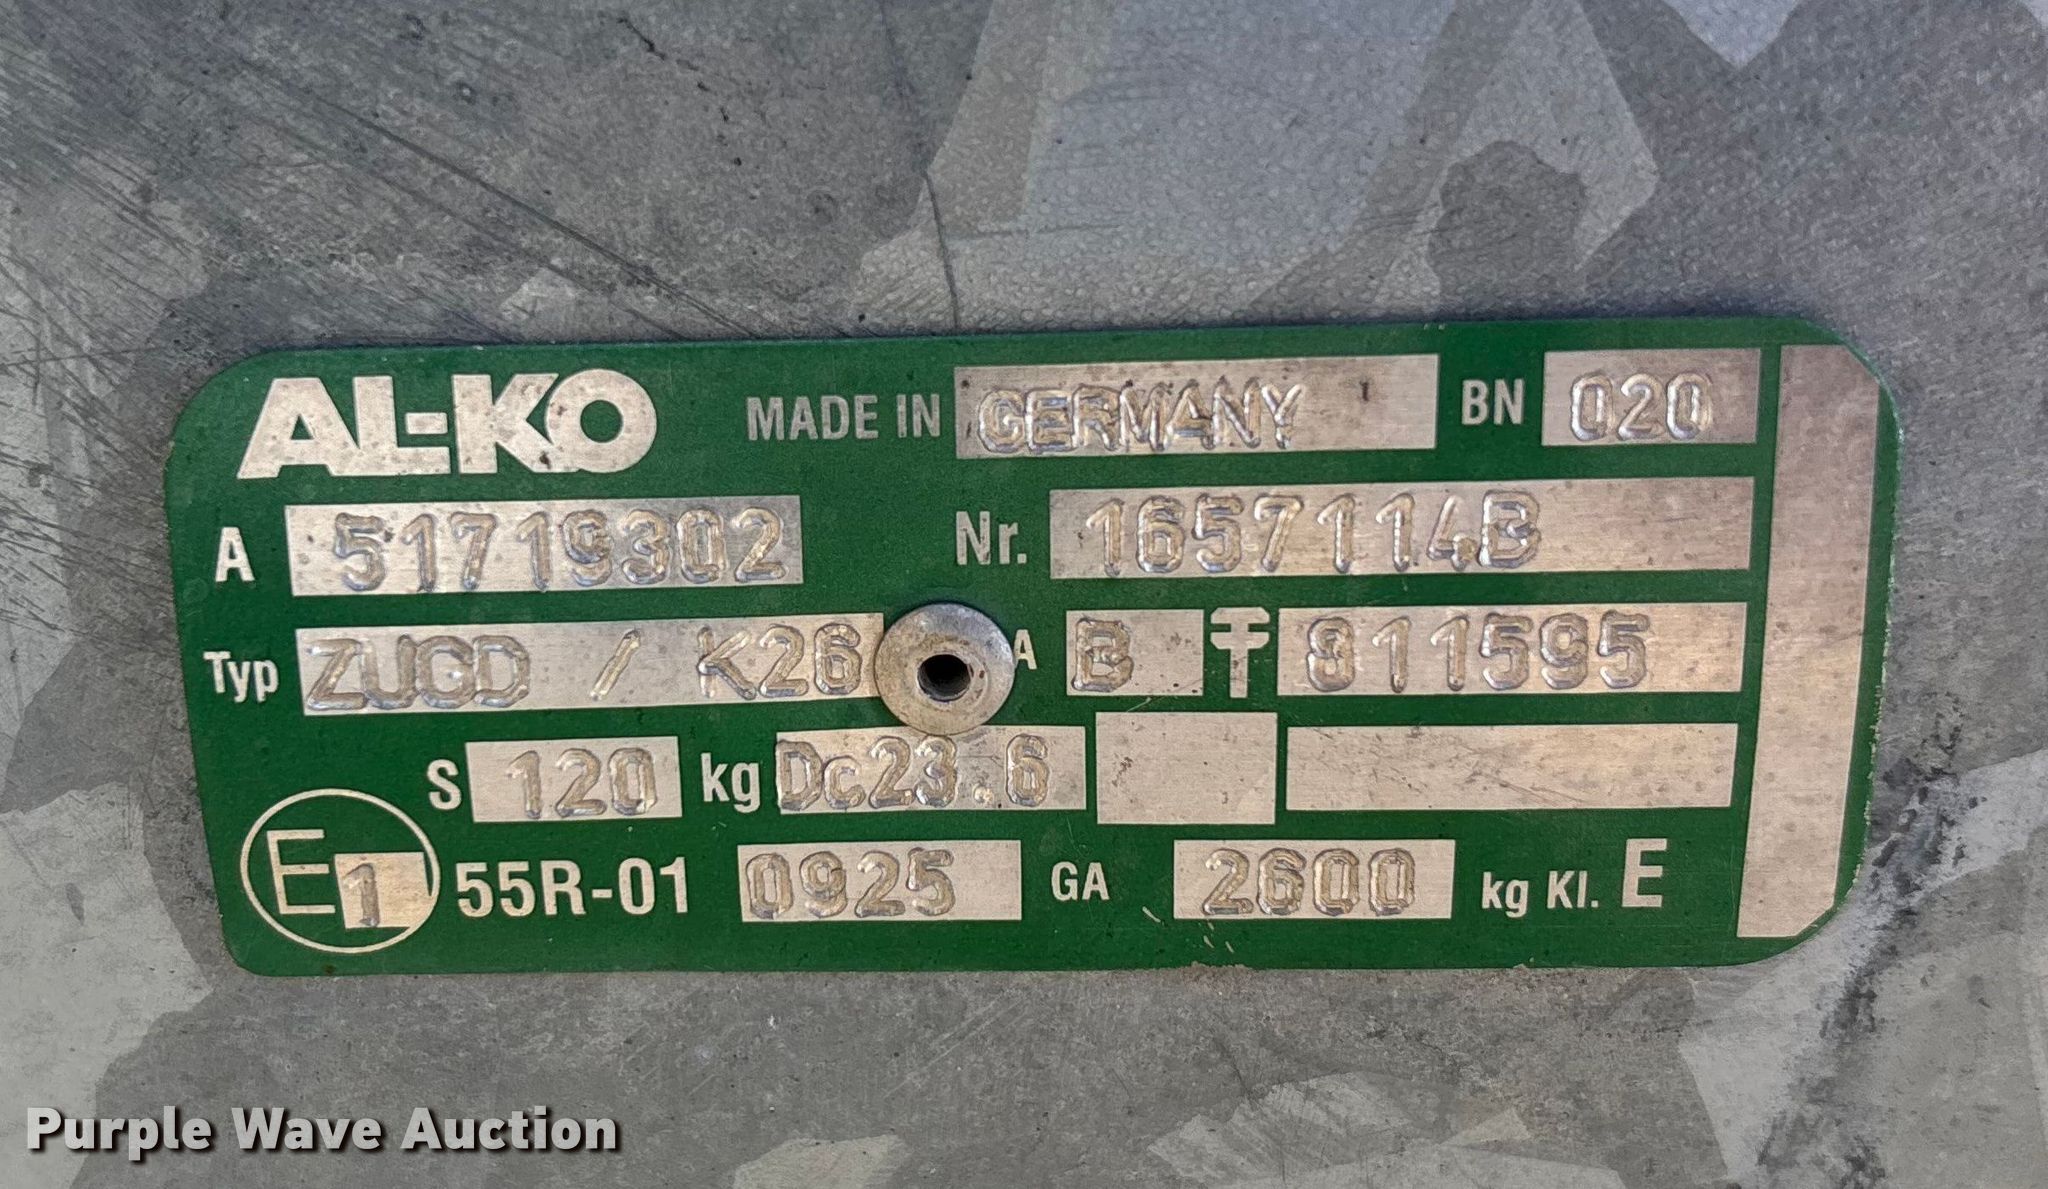 AL-KO MADE IN GERMANY BN 020
A 51719302 Nr. 1657114B
Typ ZUGD / K26 A B 811595
S 120 kg Dc23.6
E1 55R-01 0925 GA 2600 kg Kl. E
Purple Wave Auction